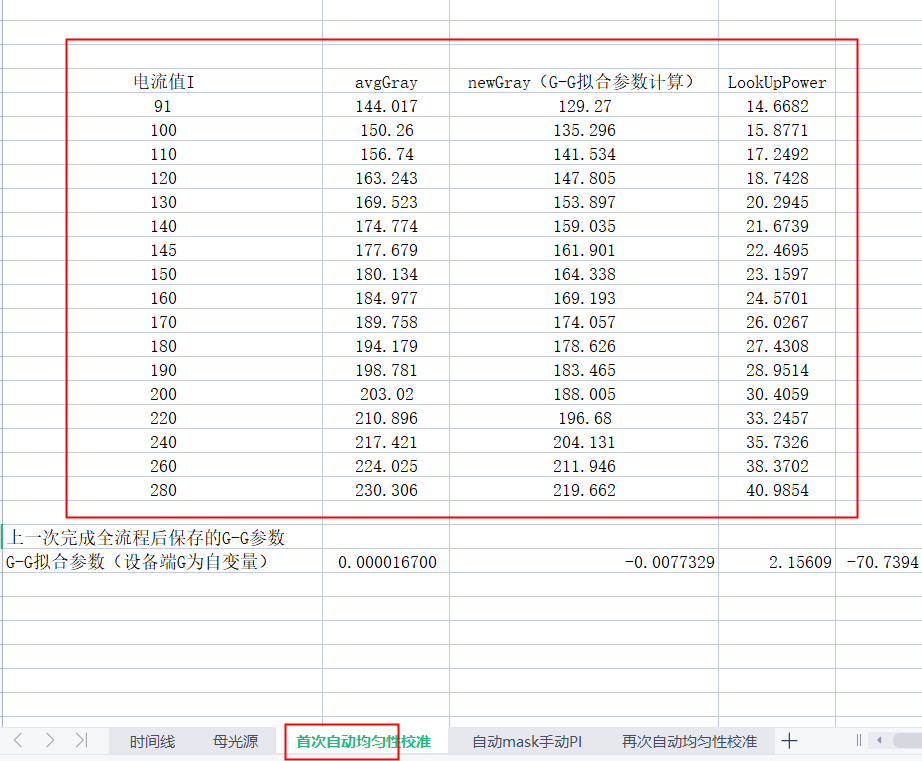 电流值I avgGray newGray（G-G拟合参数计算） LookUpPower
91 144.017 129.27 14.6682
100 150.26 135.296 15.8771
110 156.74 141.534 17.2492
120 163.243 147.805 18.7428
130 169.523 153.897 20.2945
140 174.774 159.035 21.6739
145 177.679 161.901 22.4695
150 180.134 164.338 23.1597
160 184.977 169.193 24.5701
170 189.758 174.057 26.0267
180 194.179 178.626 27.4308
190 198.781 183.465 28.9514
200 203.02 188.005 30.4059
220 210.896 196.68 33.2457
240 217.421 204.131 35.7326
260 224.025 211.946 38.3702
280 230.306 219.662 40.9854
上一次完成全流程后保存的G-G参数
G-G拟合参数（设备端G为自变量） 0.000016700 -0.0077329 2.15609 -70.7394
时间线 母光源 首次自动均匀性校准 自动mask手动PI 再次自动均匀性校准